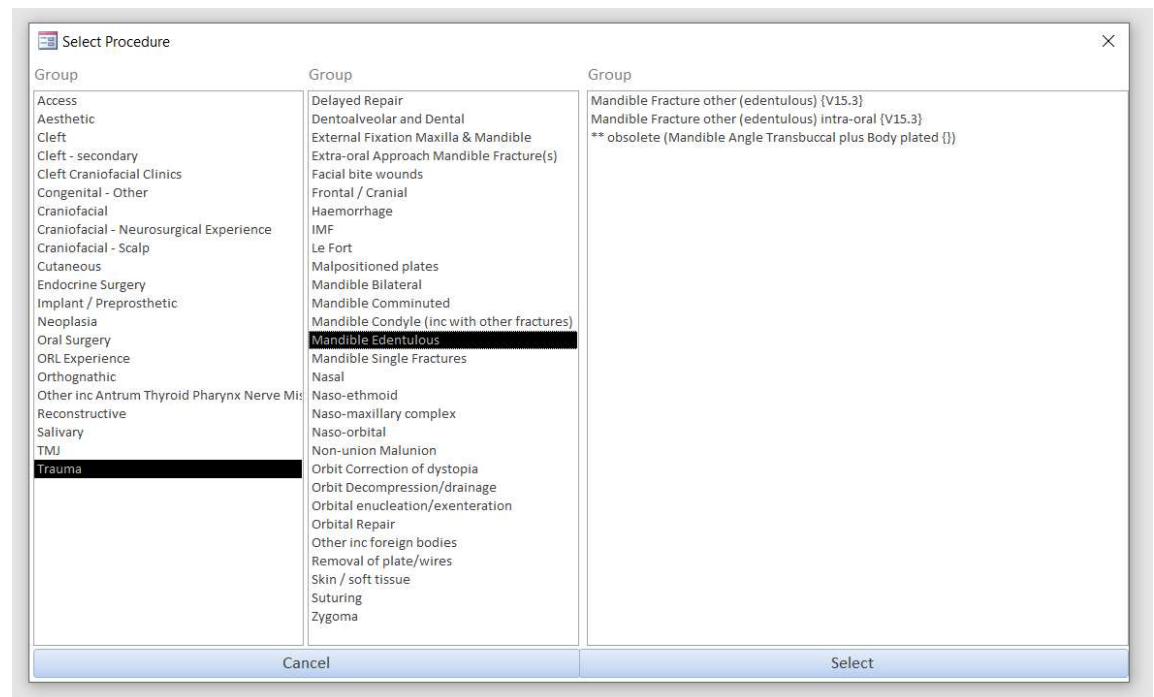 Select Procedure
Group
Group
Group
Access
Aesthetic
Cleft
Cleft - secondary
Cleft Craniofacial Clinics
Congenital - Other
Craniofacial
Craniofacial - Neurosurgical Experience
Craniofacial - Scalp
Cutaneous
Endocrine Surgery
Implant / Preprosthetic
Neoplasia
Oral Surgery
ORL Experience
Orthognathic
Other inc Antrum Thyroid Pharynx Nerve Mis
Reconstructive
Salivary
TMJ
Trauma
Delayed Repair
Dentoalveolar and Dental
External Fixation Maxilla & Mandible
Extra-oral Approach Mandible Fracture(s)
Facial bite wounds
Frontal / Cranial
Haemorrhage
IMF
Le Fort
Malpositioned plates
Mandible Bilateral
Mandible Comminuted
Mandible Condyle (inc with other fractures)
Mandible Edentulous
Mandible Single Fractures
Nasal
Naso-ethmoid
Naso-maxillary complex
Naso-orbital
Non-union Malunion
Orbit Correction of dystopia
Orbit Decompression/drainage
Orbital enucleation/exenteration
Orbital Repair
Other inc foreign bodies
Removal of plate/wires
Skin / soft tissue
Suturing
Zygoma
Mandible Fracture other (edentulous) {V15.3}
Mandible Fracture other (edentulous) intra-oral {V15.3}
** obsolete (Mandible Angle Transbuccal plus Body plated {})
Cancel
Select